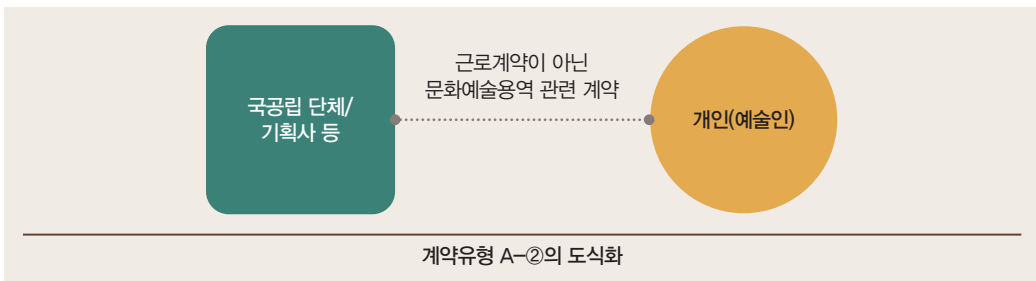 근로계약이 아닌
문화예술용역 관련 계약
국공립 단체/
기획사 등
개인(예술인)
계약유형 A-②의 도식화